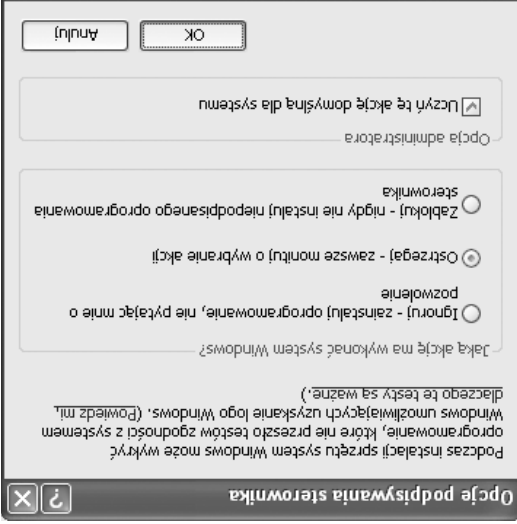 Opcje podpisywania sterownika
Podczas instalacji sprzętu system Windows może wykryć
oprogramowanie, które nie przeszło testów zgodności z systemem
Windows umożliwiających uzyskanie logo Windows. (Powiedz mi,
dlaczego te testy są ważne.)
Jaką akcję ma wykonać system Windows?
Ignoruj - zainstaluj oprogramowanie, nie pytając mnie o
pozwolenie
Ostrzegaj - zawsze monituj o wybranie akcji
Zablokuj - nigdy nie instaluj niepodpisanego oprogramowania
sterownika
Opcja administratora
Uczyń tę akcję domyślną dla systemu
OK
Anuluj